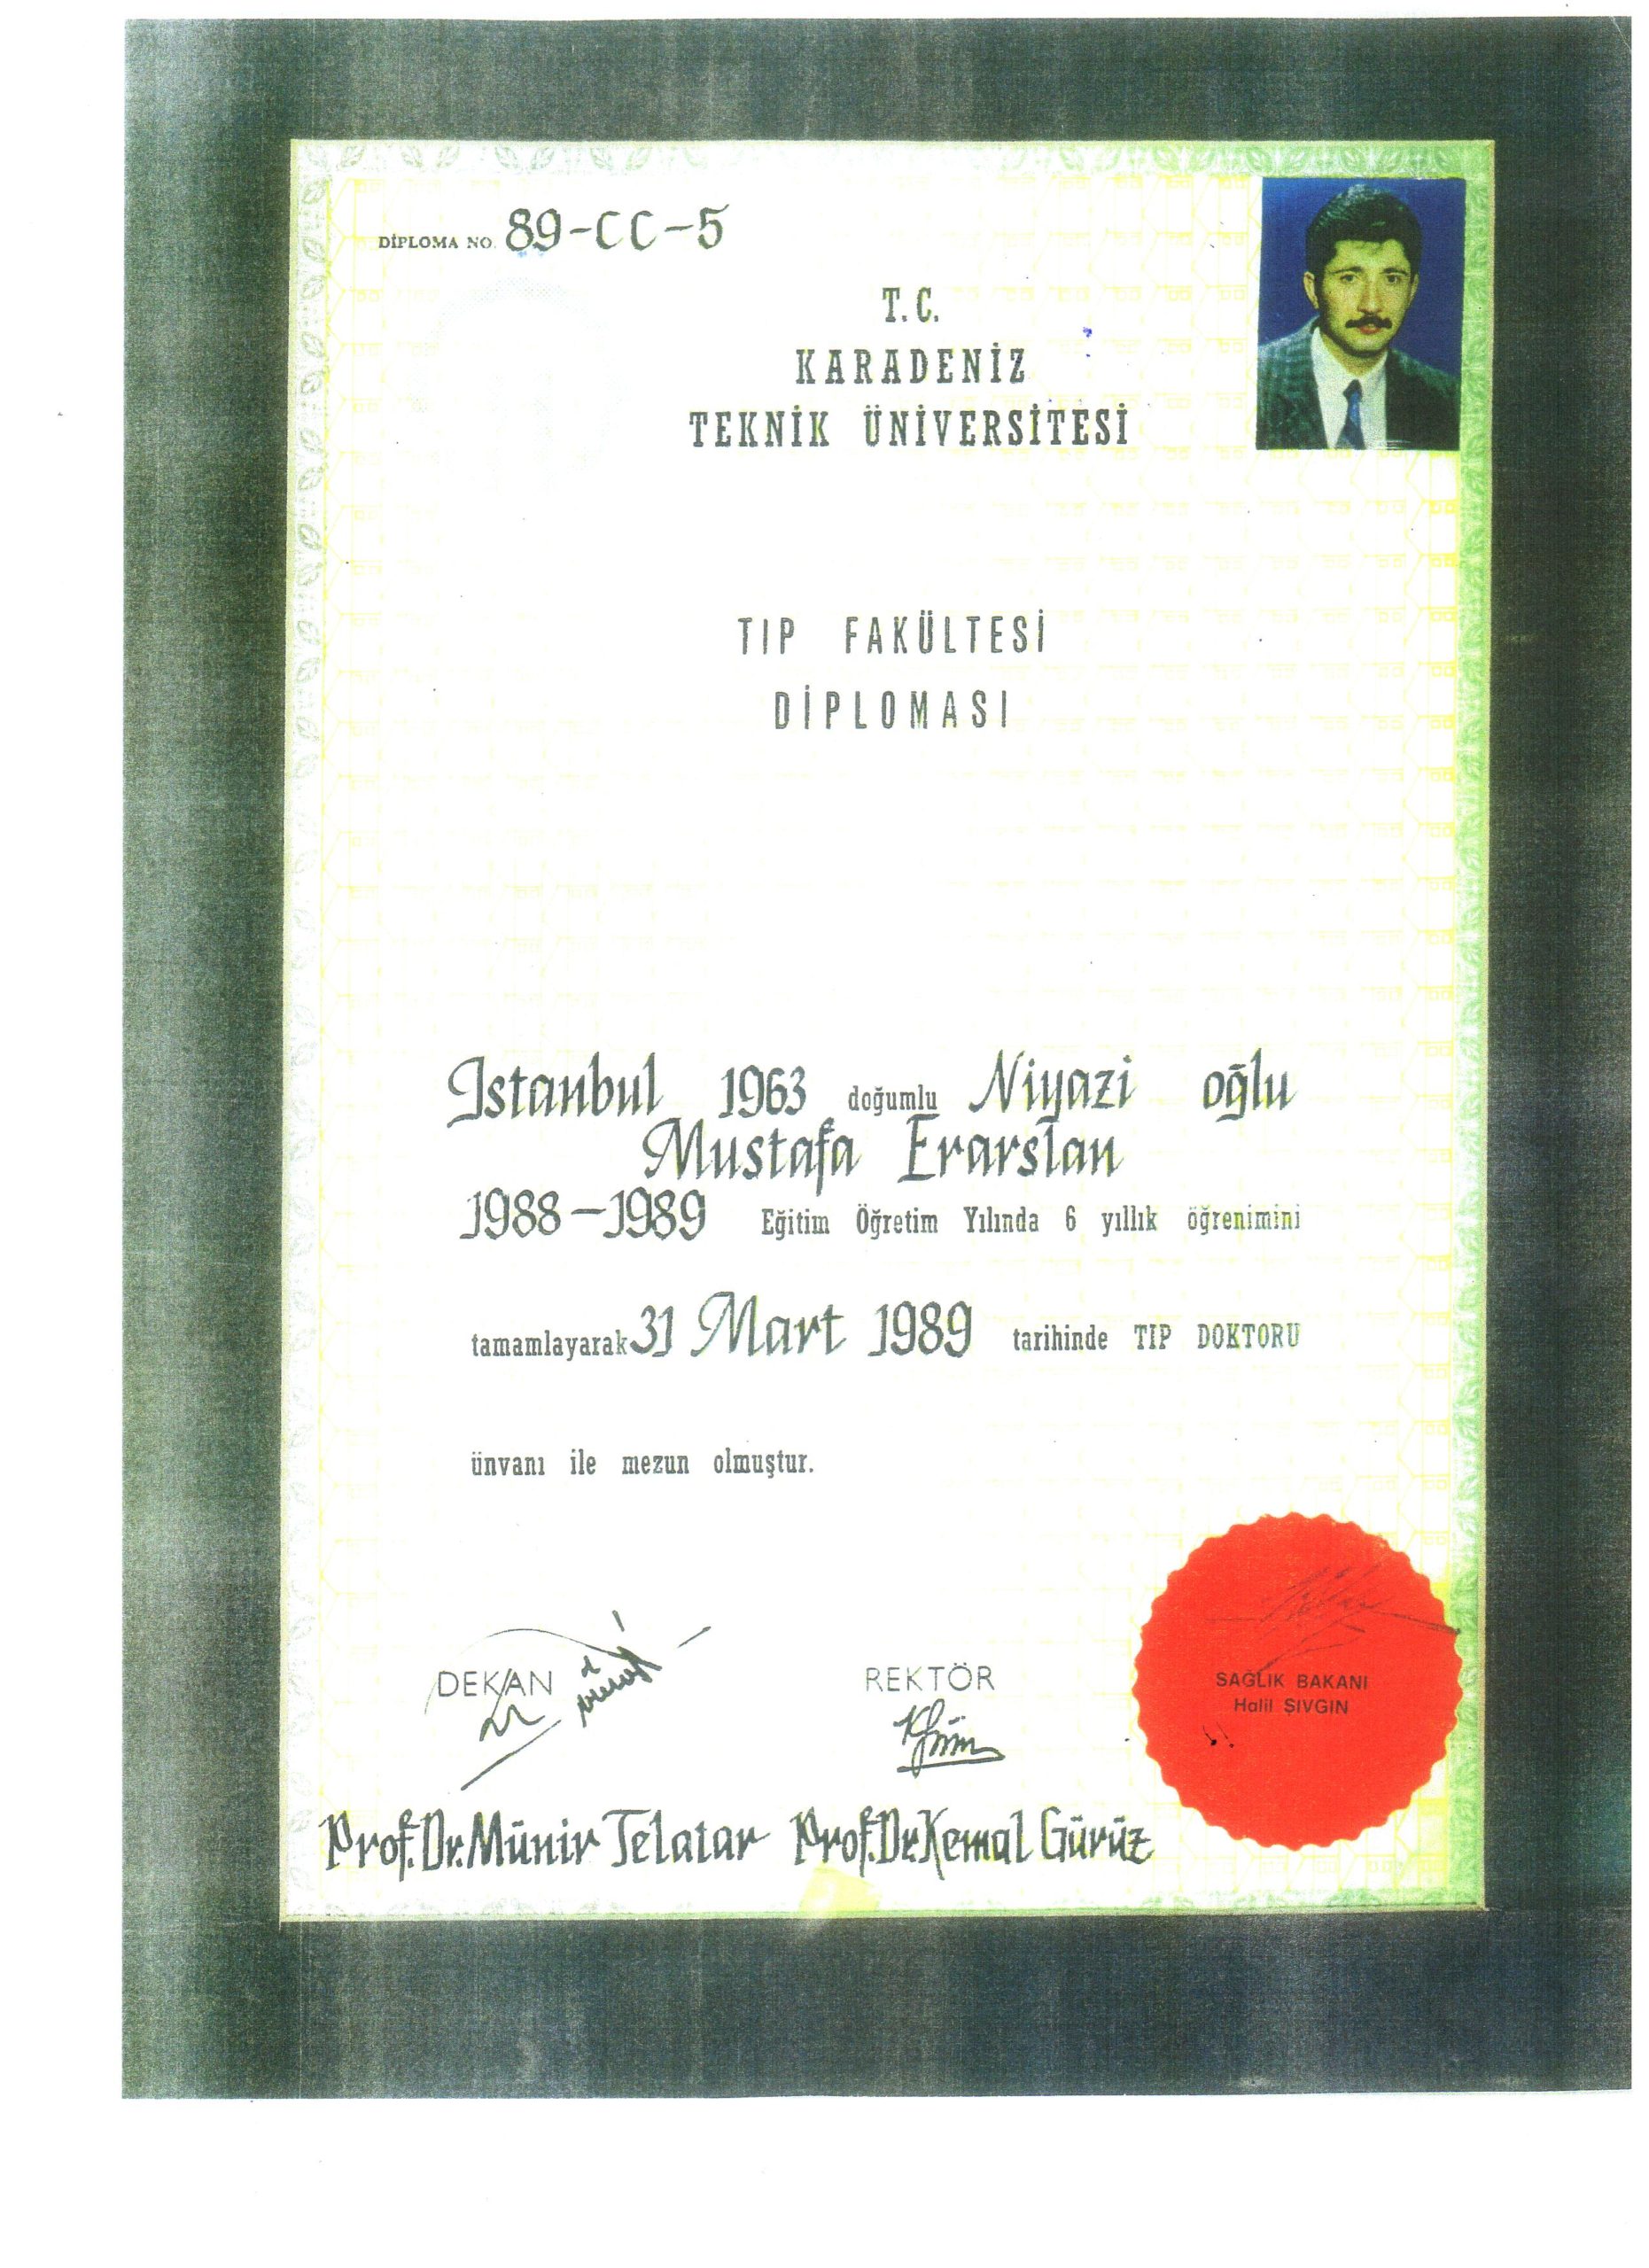 DİPLOMA NO. 89-CC-5
T.C.
KARADENİZ
TEKNİK ÜNİVERSİTESİ
TIP FAKÜLTESİ
DİPLOMASI
Istanbul 1963 doğumlu Niyazi oğlu
Mustafa Erarslan
1988-1989 Eğitim Öğretim Yılında 6 yıllık öğrenimini
tamamlayarak 31 Mart 1989 tarihinde TIP DOKTORU
ünvanı ile mezun olmuştur.
DEKAN
REKTÖR
SAĞLIK BAKANI
Halil ŞIVGIN
Prof.Dr.Münir Telatar Prof.Dr.Kemal Gürüz